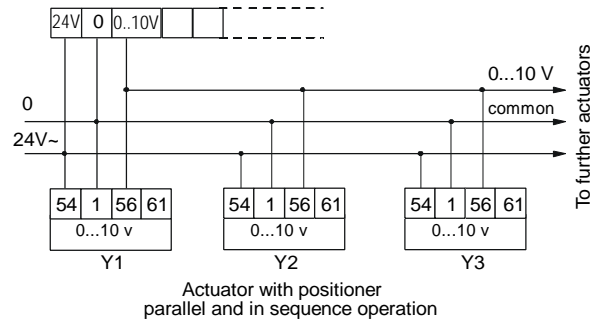 24V 0 0..10V
0...10 V
0
common
24V~
To further actuators
54 1 56 61 54 1 56 61 54 1 56 61
0...10 v 0...10 v 0...10 v
Y1 Y2 Y3
Actuator with positioner
parallel and in sequence operation